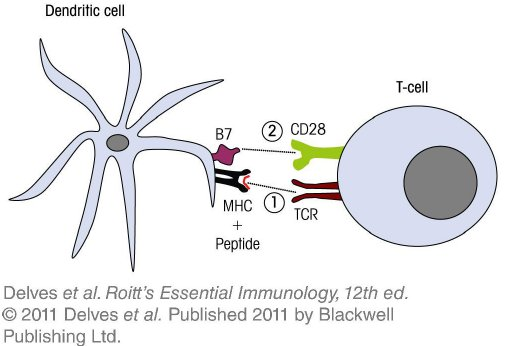 Dendritic cell
T-cell
B7
② CD28
MHC
+
Peptide
①
TCR
Delves et al. Roitt's Essential Immunology, 12th ed.
© 2011 Delves et al. Published 2011 by Blackwell
Publishing Ltd.